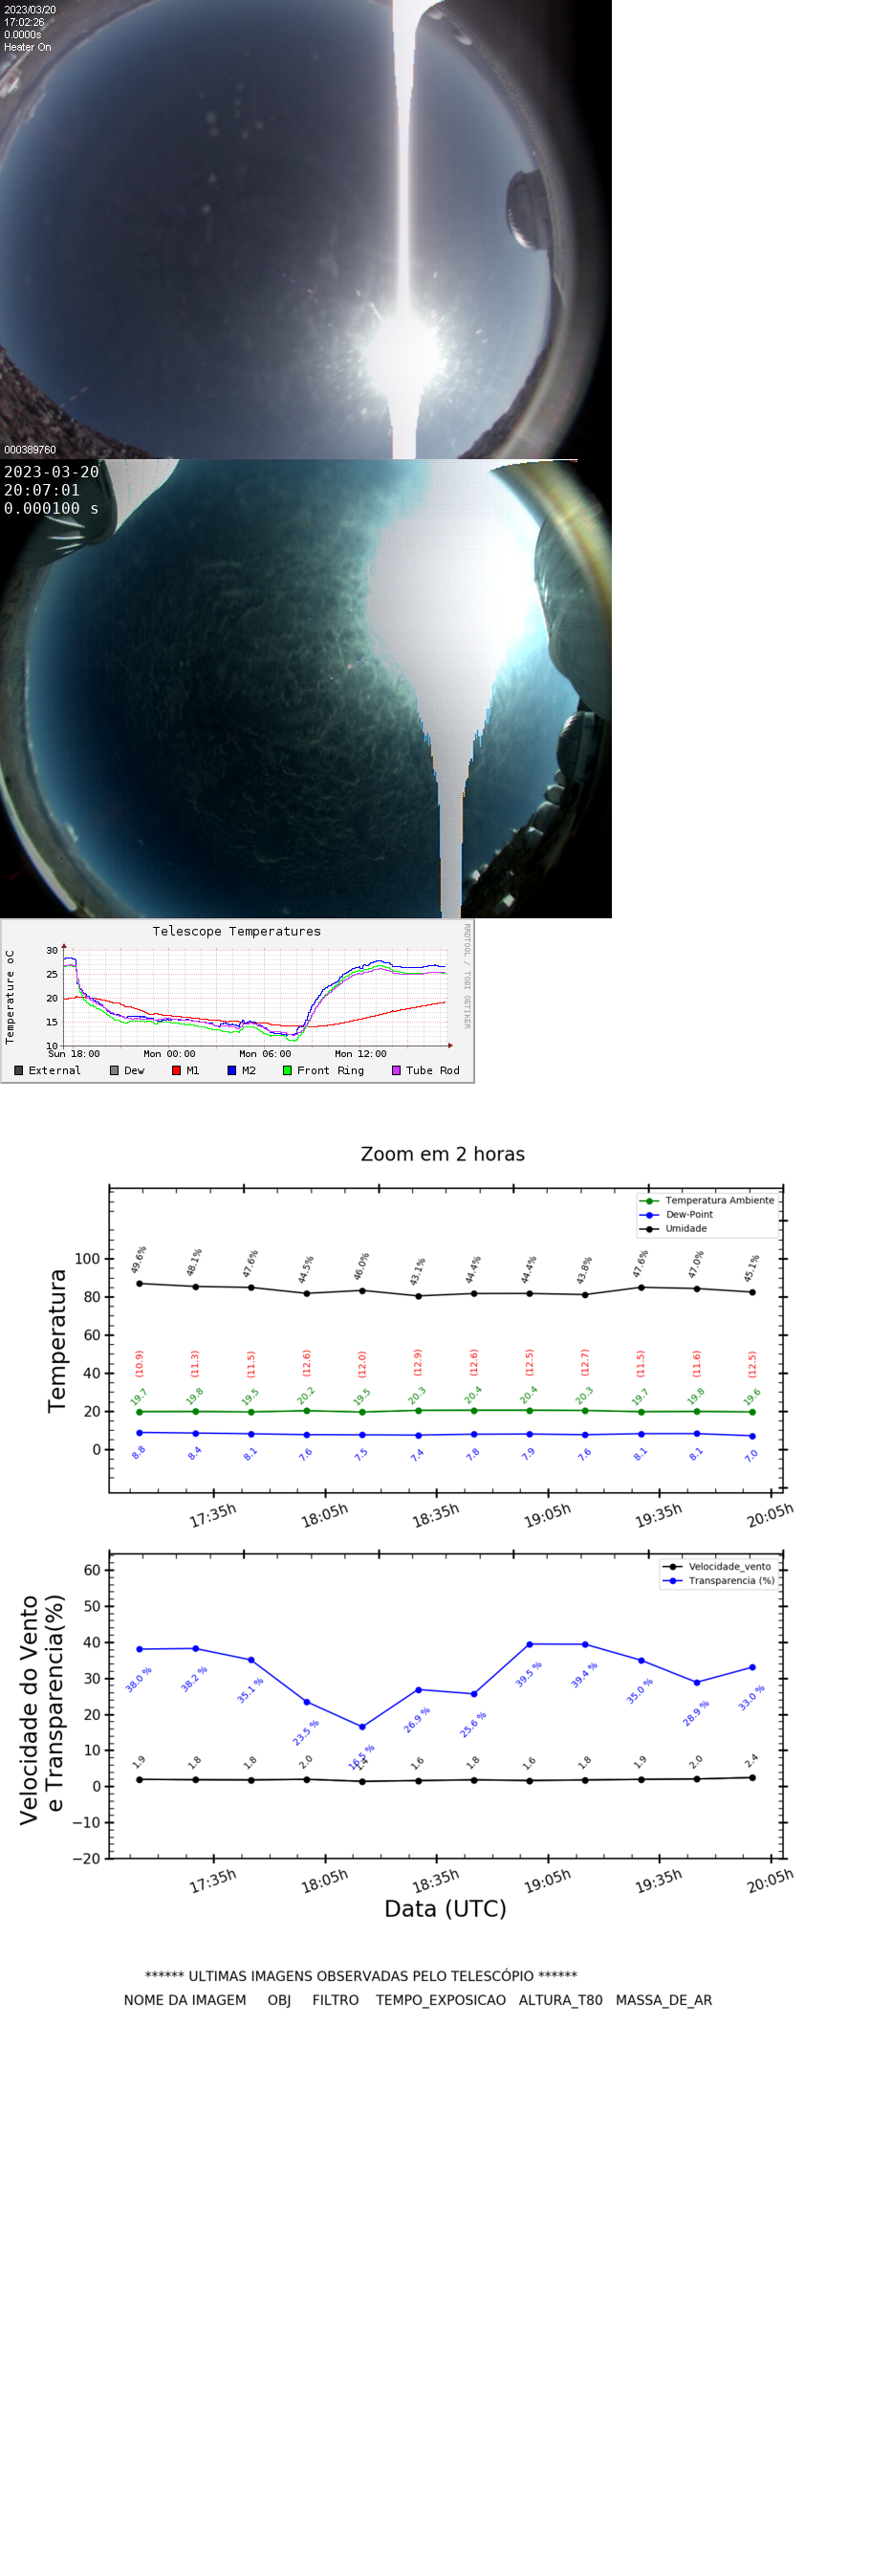 2023/03/20
17:02:26
0.0000s
Heater On
000389760
2023-03-20
20:07:01
0.000100 s
Telescope Temperatures
RRDTOOL / TOBI OETIKER
Temperature oC
30
25
20
15
10
Sun 18:00 Mon 00:00 Mon 06:00 Mon 12:00
External Dew M1 M2 Front Ring Tube Rod
Zoom em 2 horas
Temperatura Ambiente
Dew-Point
Umidade
Temperatura
100
80
60
40
20
0
49.6% 48.1% 47.6% 44.5% 46.0% 43.1% 44.4% 44.4% 43.8% 47.6% 47.0% 45.1%
(10.9) (11.3) (11.5) (12.6) (12.0) (12.9) (12.6) (12.5) (12.7) (11.5) (11.6) (12.5)
19.7 19.8 19.5 20.2 19.5 20.3 20.4 20.4 20.3 19.7 19.8 19.6
8.8 8.4 8.1 7.6 7.5 7.4 7.8 7.9 7.6 8.1 8.1 7.0
17:35h 18:05h 18:35h 19:05h 19:35h 20:05h
Velocidade_vento
Transparencia (%)
Velocidade do Vento
e Transparencia(%)
60
50
40
30
20
10
0
−10
−20
38.0 % 38.2 % 35.1 % 23.5 % 16.5 % 26.9 % 25.6 % 39.5 % 39.4 % 35.0 % 28.9 % 33.0 %
1.9 1.8 1.8 2.0 1.4 1.6 1.8 1.6 1.8 1.9 2.0 2.4
17:35h 18:05h 18:35h 19:05h 19:35h 20:05h
Data (UTC)
****** ULTIMAS IMAGENS OBSERVADAS PELO TELESCÓPIO ******
NOME DA IMAGEM OBJ FILTRO TEMPO_EXPOSICAO ALTURA_T80 MASSA_DE_AR